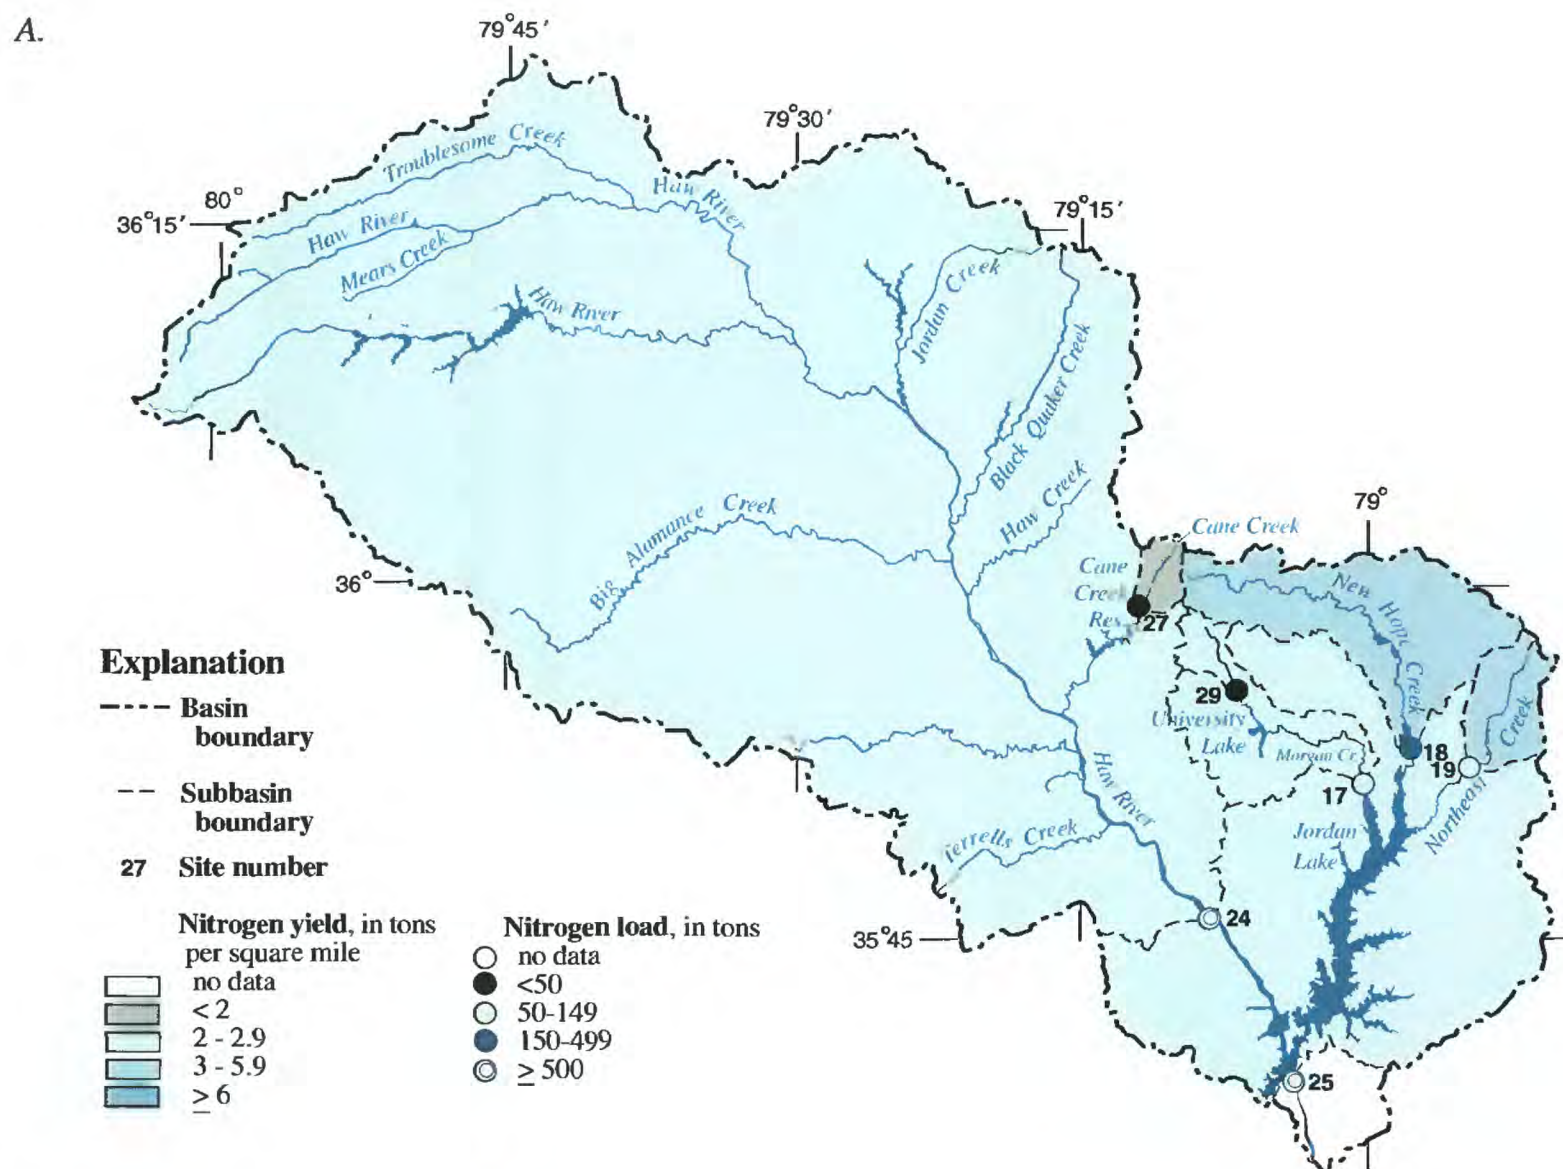 A.
79°45'
79°30'
Troublesome Creek
80°
Haw River
36°15'
79°15'
Haw River
Mears Creek
Jordan Creek
Haw River
Black Quaker Creek
Haw Creek
79°
Big Alamance Creek
Cane Creek
Cane
Creek
Res.
36°
New Hope Creek
27
Explanation
Basin
boundary
29
University
Lake
Morgan Cr.
18
19
Northeast Creek
17
Haw River
Subbasin
boundary
Jordan
Lake
Terrells Creek
27 Site number
24
35°45'
Nitrogen yield, in tons
per square mile
no data
< 2
2 - 2.9
3 - 5.9
≥ 6
Nitrogen load, in tons
no data
<50
50-149
150-499
≥ 500
25